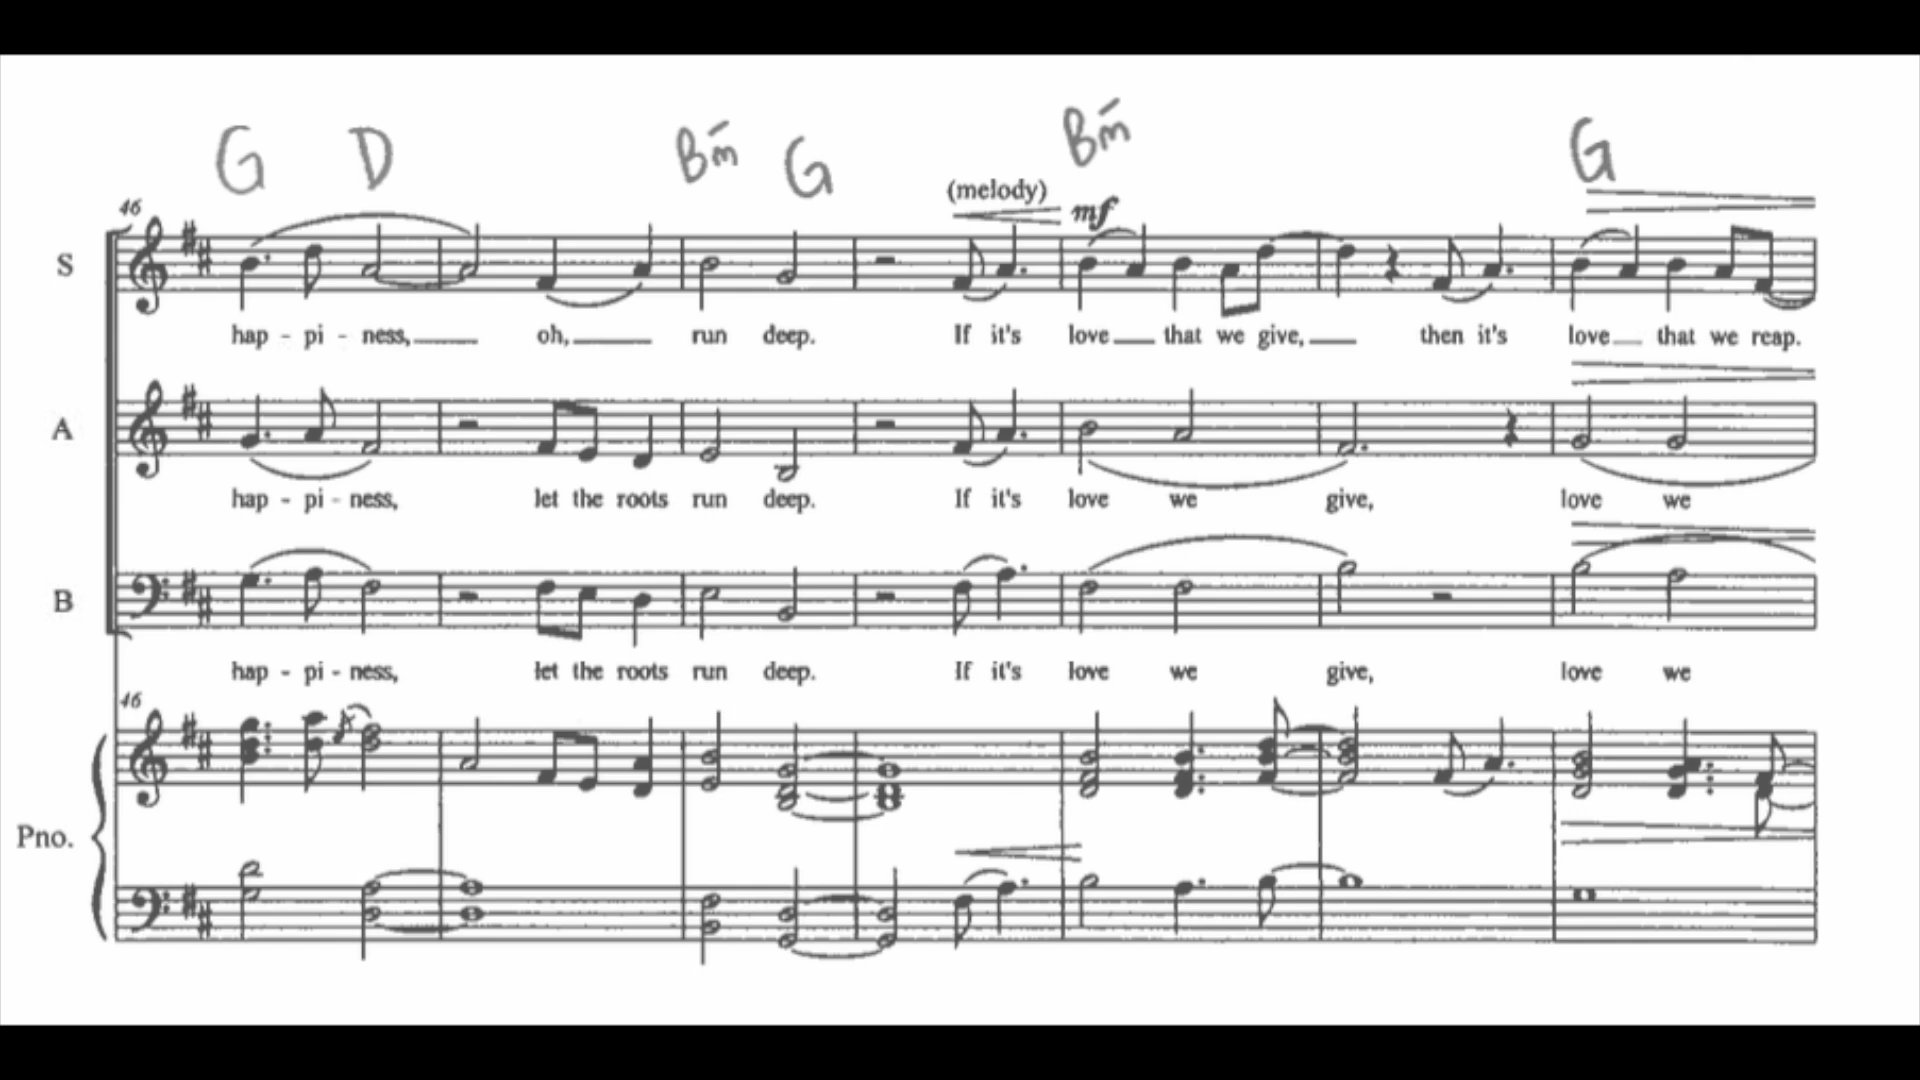 G D Bm G Bm G
(melody)
46 mf
S
hap - pi - ness, oh, run deep. If it's love that we give, then it's love that we reap.
A
hap - pi - ness, let the roots run deep. If it's love we give, love we
B
hap - pi - ness, let the roots run deep. If it's love we give, love we
46
Pno.